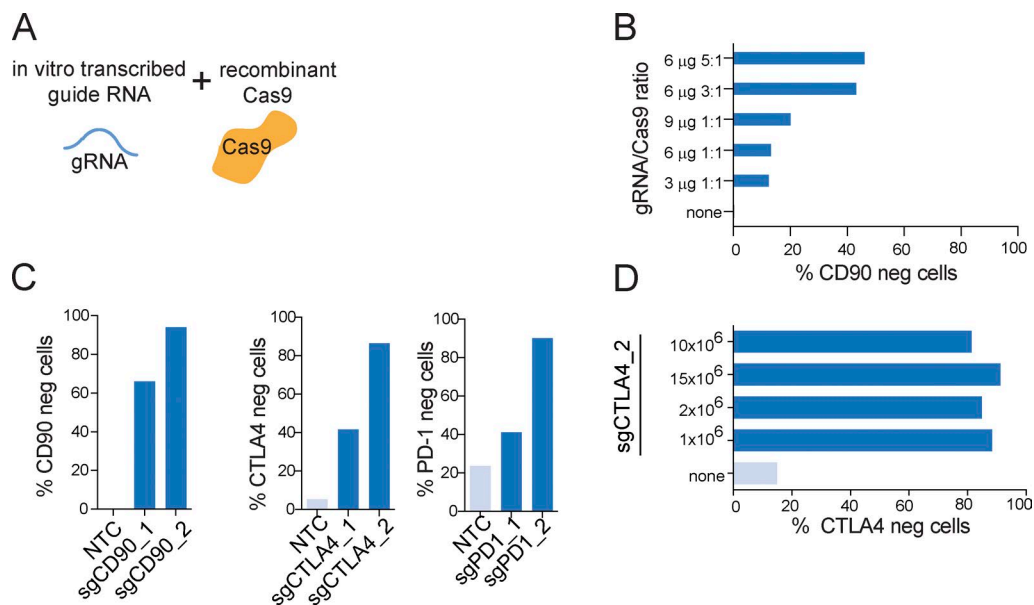 A
in vitro transcribed
guide RNA
+
recombinant
Cas9
gRNA
Cas9
B
gRNA/Cas9 ratio
6 µg 5:1
6 µg 3:1
9 µg 1:1
6 µg 1:1
3 µg 1:1
none
0 20 40 60 80 100
% CD90 neg cells
C
% CD90 neg cells
100
80
60
40
20
0
NTC
sgCD90_1
sgCD90_2
% CTLA4 neg cells
100
80
60
40
20
0
NTC
sgCTLA4_1
sgCTLA4_2
% PD-1 neg cells
100
80
60
40
20
0
NTC
sgPD1_1
sgPD1_2
D
sgCTLA4_2
10x10⁶
15x10⁶
2x10⁶
1x10⁶
none
0 20 40 60 80 100
% CTLA4 neg cells